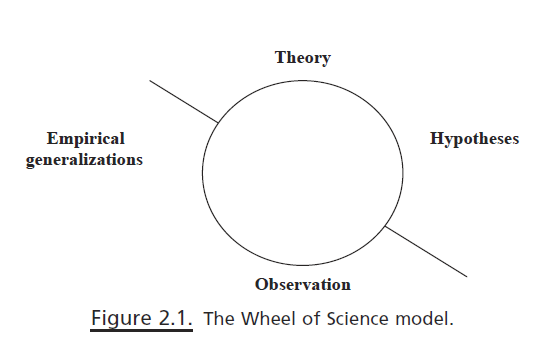 Theory
Empirical
generalizations
Hypotheses
Observation
Figure 2.1. The Wheel of Science model.